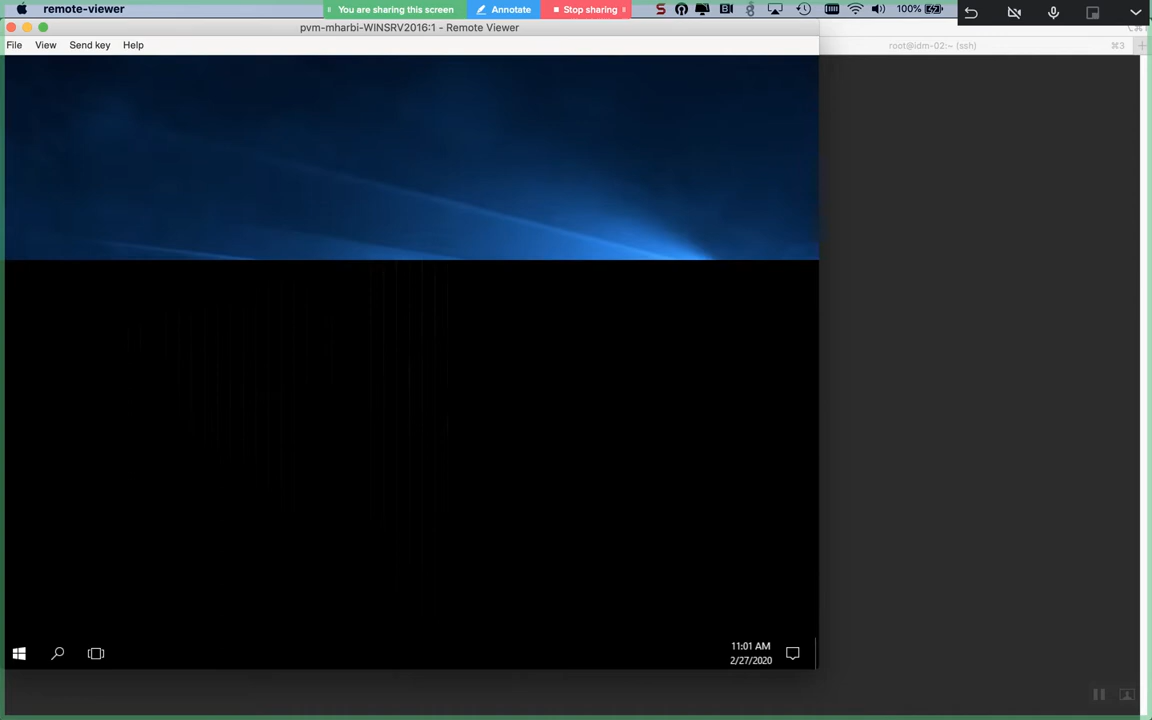 remote-viewer
You are sharing this screen
Annotate
Stop sharing
100%
pvm-mharbi-WINSRV2016:1 - Remote Viewer
File View Send key Help
root@idm-02:~ (ssh)
⌘3
11:01 AM
2/27/2020